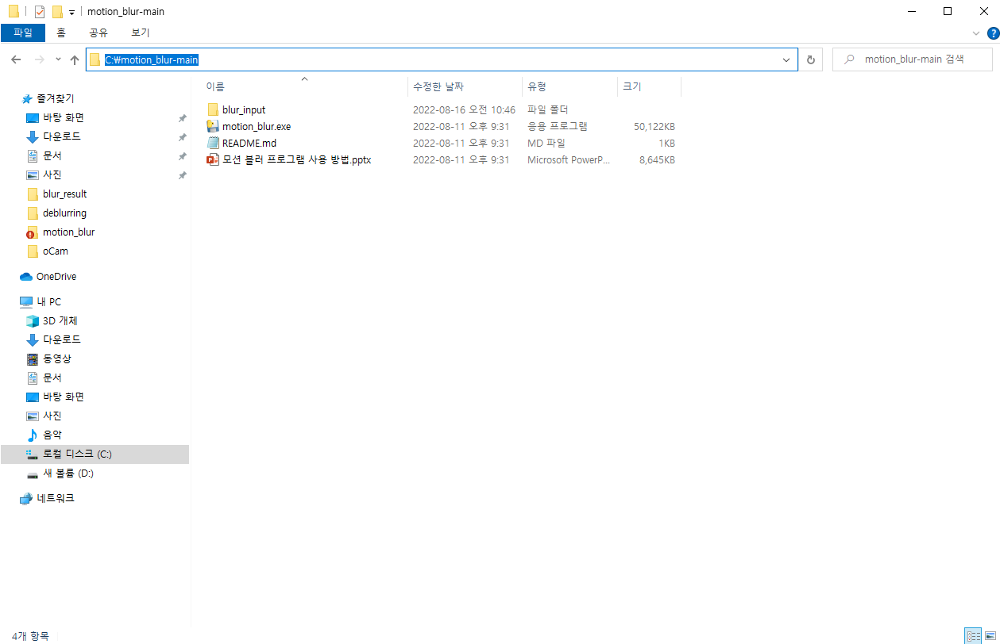 motion_blur-main
파일 홈 공유 보기
C:₩motion_blur-main
motion_blur-main 검색
이름 수정한 날짜 유형 크기
blur_input 2022-08-16 오전 10:46 파일 폴더
motion_blur.exe 2022-08-11 오후 9:31 응용 프로그램 50,122KB
README.md 2022-08-11 오후 9:31 MD 파일 1KB
모션 블러 프로그램 사용 방법.pptx 2022-08-11 오후 9:31 Microsoft PowerP... 8,645KB
즐겨찾기
바탕 화면
다운로드
문서
사진
blur_result
deblurring
motion_blur
oCam
OneDrive
내 PC
3D 개체
다운로드
동영상
문서
바탕 화면
사진
음악
로컬 디스크 (C:)
새 볼륨 (D:)
네트워크
4개 항목